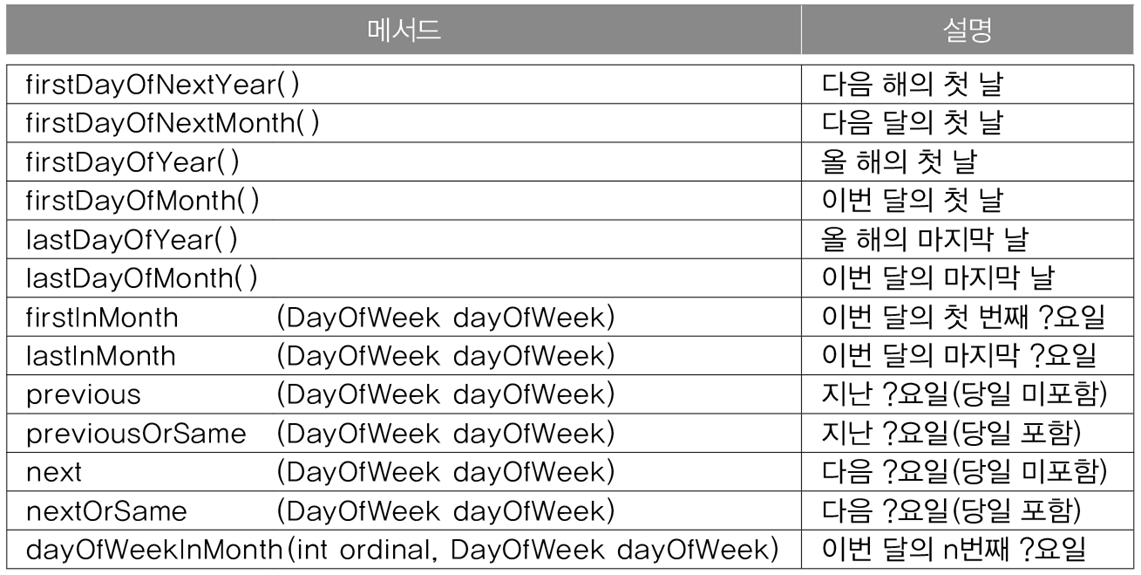 메서드 설명
firstDayOfNextYear( ) 다음 해의 첫 날
firstDayOfNextMonth( ) 다음 달의 첫 날
firstDayOfYear( ) 올 해의 첫 날
firstDayOfMonth( ) 이번 달의 첫 날
lastDayOfYear( ) 올 해의 마지막 날
lastDayOfMonth( ) 이번 달의 마지막 날
firstInMonth (DayOfWeek dayOfWeek) 이번 달의 첫 번째 ?요일
lastInMonth (DayOfWeek dayOfWeek) 이번 달의 마지막 ?요일
previous (DayOfWeek dayOfWeek) 지난 ?요일(당일 미포함)
previousOrSame (DayOfWeek dayOfWeek) 지난 ?요일(당일 포함)
next (DayOfWeek dayOfWeek) 다음 ?요일(당일 미포함)
nextOrSame (DayOfWeek dayOfWeek) 다음 ?요일(당일 포함)
dayOfWeekInMonth(int ordinal, DayOfWeek dayOfWeek) 이번 달의 n번째 ?요일